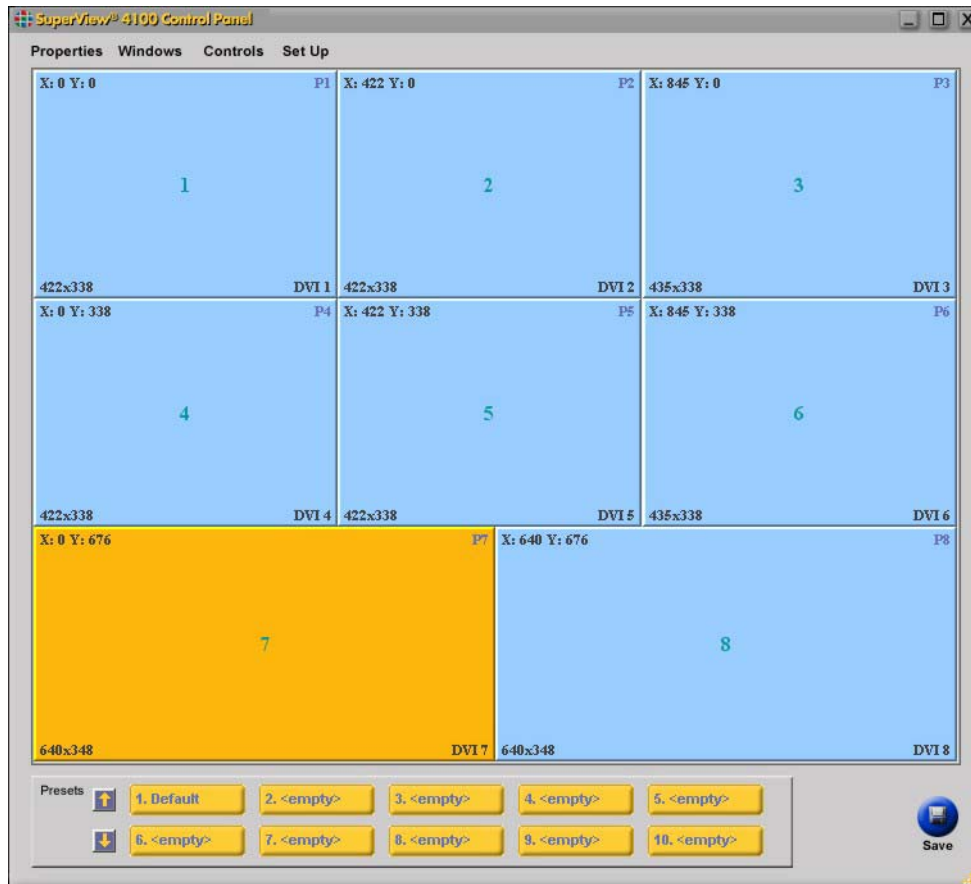 SuperView® 4100 Control Panel
Properties Windows Controls Set Up
X: 0 Y: 0 P1 X: 422 Y: 0 P2 X: 845 Y: 0 P3
1 2 3
422x338 DVI 1 422x338 DVI 2 435x338 DVI 3
X: 0 Y: 338 P4 X: 422 Y: 338 P5 X: 845 Y: 338 P6
4 5 6
422x338 DVI 4 422x338 DVI 5 435x338 DVI 6
X: 0 Y: 676 P7 X: 640 Y: 676 P8
7 8
640x348 DVI 7 640x348 DVI 8
Presets 1. Default 2. <empty> 3. <empty> 4. <empty> 5. <empty>
6. <empty> 7. <empty> 8. <empty> 9. <empty> 10. <empty>
Save